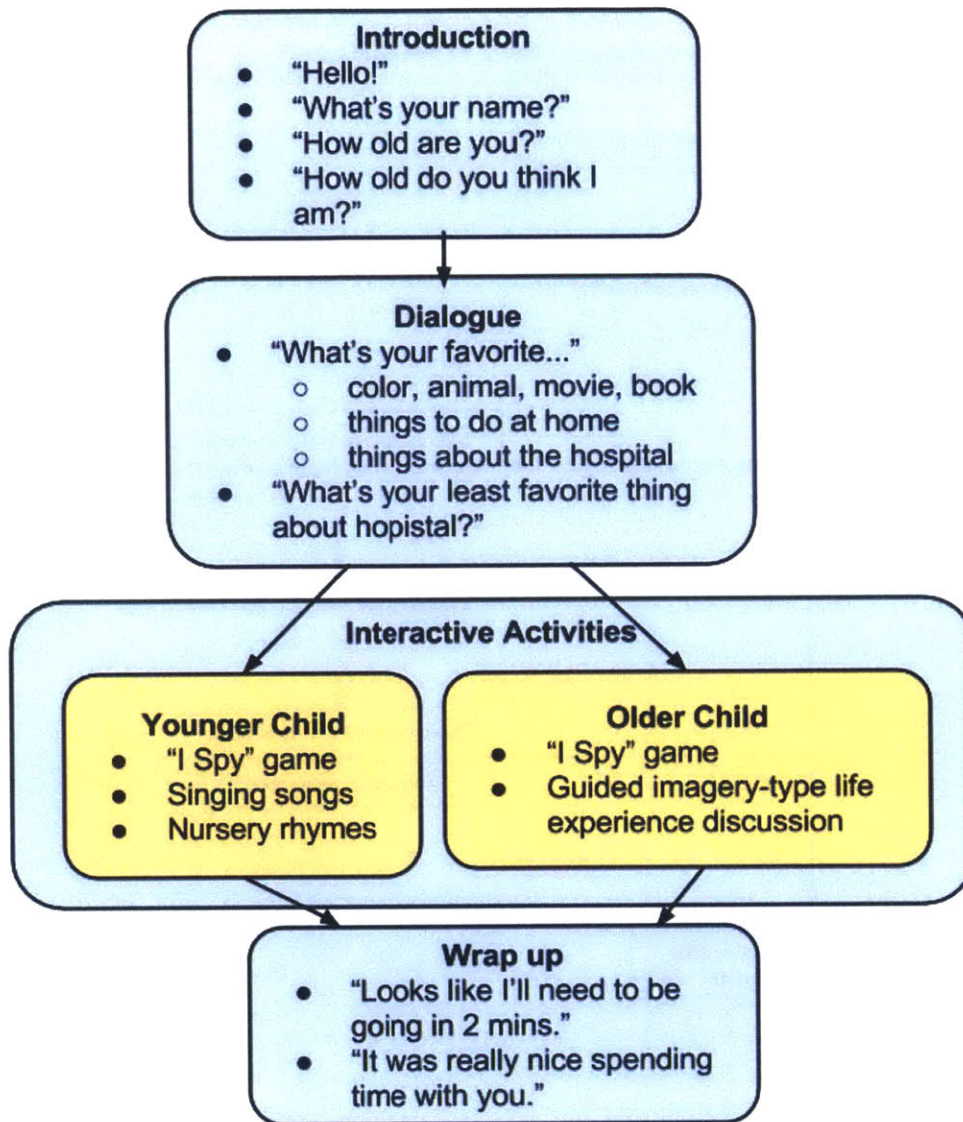 Introduction
● “Hello!”
● “What’s your name?”
● “How old are you?”
● “How old do you think I
am?”
Dialogue
● “What’s your favorite...”
○ color, animal, movie, book
○ things to do at home
○ things about the hospital
● “What’s your least favorite thing
about hopistal?”
Interactive Activities
Younger Child
● “I Spy” game
● Singing songs
● Nursery rhymes
Older Child
● “I Spy” game
● Guided imagery-type life
experience discussion
Wrap up
● “Looks like I’ll need to be
going in 2 mins.”
● “It was really nice spending
time with you.”